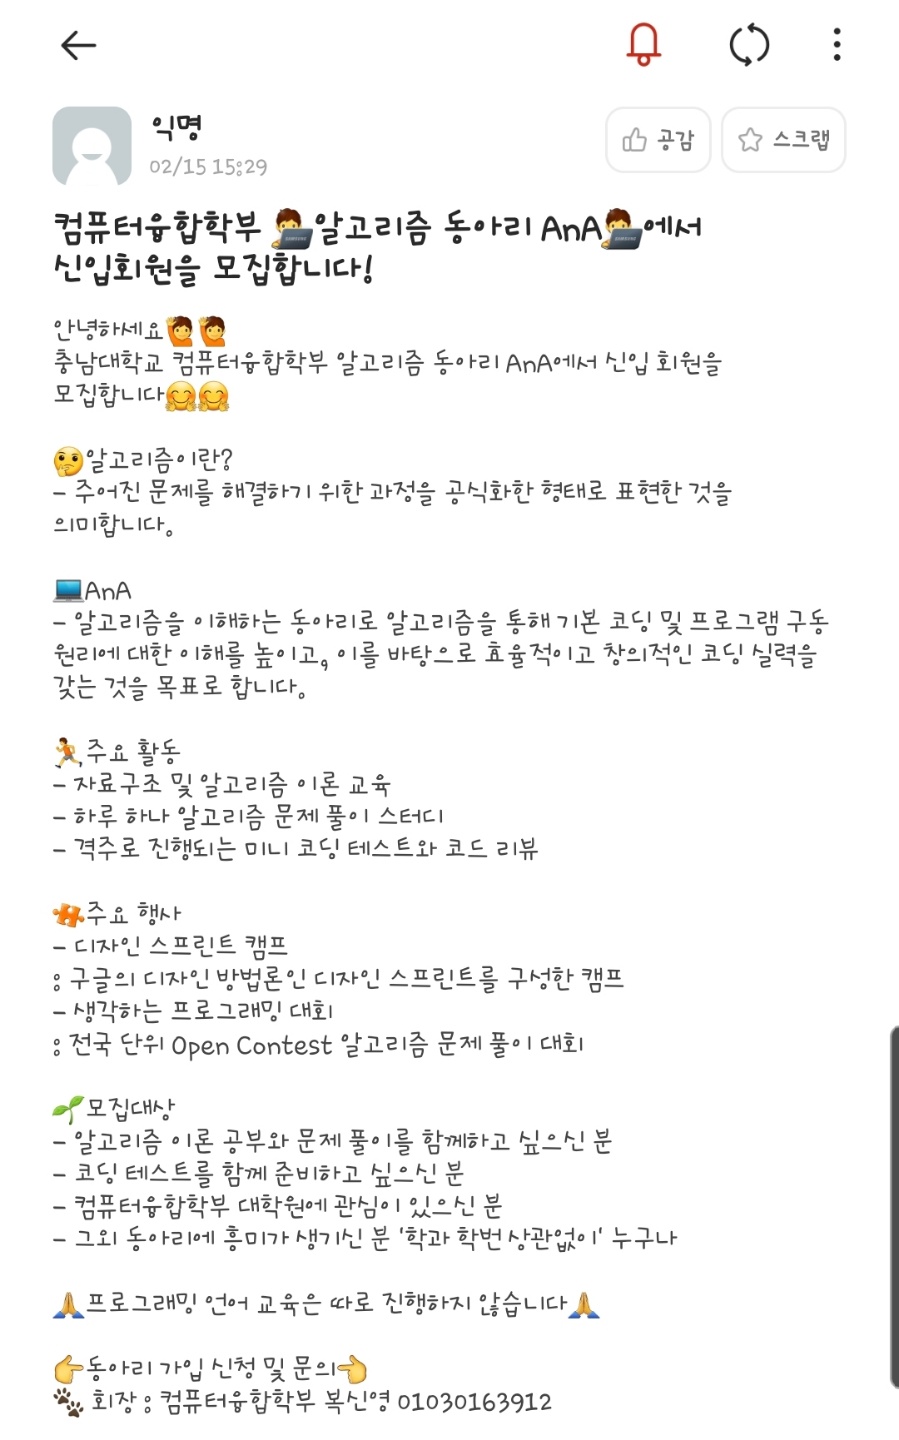 익명
02/15 15:29
공감
스크랩
컴퓨터융합학부 🧑‍💻알고리즘 동아리 AnA🧑‍💻에서
신입회원을 모집합니다!
안녕하세요🙋🙋
충남대학교 컴퓨터융합학부 알고리즘 동아리 AnA에서 신입 회원을
모집합니다🤗🤗
🤔알고리즘이란?
- 주어진 문제를 해결하기 위한 과정을 공식화한 형태로 표현한 것을
의미합니다.
💻AnA
- 알고리즘을 이해하는 동아리로 알고리즘을 통해 기본 코딩 및 프로그램 구동
원리에 대한 이해를 높이고, 이를 바탕으로 효율적이고 창의적인 코딩 실력을
갖는 것을 목표로 합니다.
🏃주요 활동
- 자료구조 및 알고리즘 이론 교육
- 하루 하나 알고리즘 문제 풀이 스터디
- 격주로 진행되는 미니 코딩 테스트와 코드 리뷰
🧩주요 행사
- 디자인 스프린트 캠프
: 구글의 디자인 방법론인 디자인 스프린트를 구성한 캠프
- 생각하는 프로그래밍 대회
: 전국 단위 Open Contest 알고리즘 문제 풀이 대회
🌱모집대상
- 알고리즘 이론 공부와 문제 풀이를 함께하고 싶으신 분
- 코딩 테스트를 함께 준비하고 싶으신 분
- 컴퓨터융합학부 대학원에 관심이 있으신 분
- 그외 동아리에 흥미가 생기신 분 '학과 학번 상관없이' 누구나
🙏프로그래밍 언어 교육은 따로 진행하지 않습니다🙏
👉동아리 가입 신청 및 문의👈
🐾 회장 : 컴퓨터융합학부 복신영 01030163912